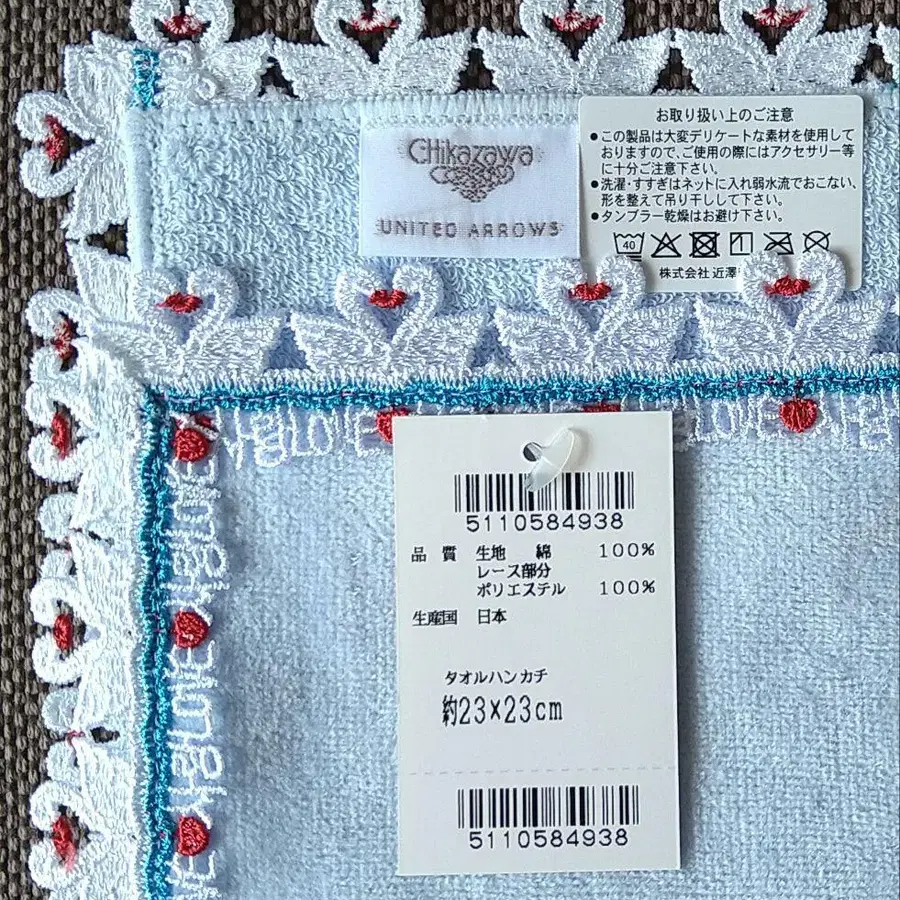 CHikazawa
UNITED ARROWS
お取り扱い上のご注意
●この製品は大変デリケートな素材を使用して
おりますので、ご使用の際にはアクセサリー等
に十分ご注意下さい。
●洗濯・すすぎはネットに入れ弱水流でおこない、
形を整えて吊り干しして下さい。
●タンブラー乾燥はお避け下さい。
40
株式会社 近澤
LOVE
LOVE
5110584938
品 質 生地 綿 100%
レース部分
ポリエステル 100%
生産国 日本
タオルハンカチ
約23×23cm
5110584938